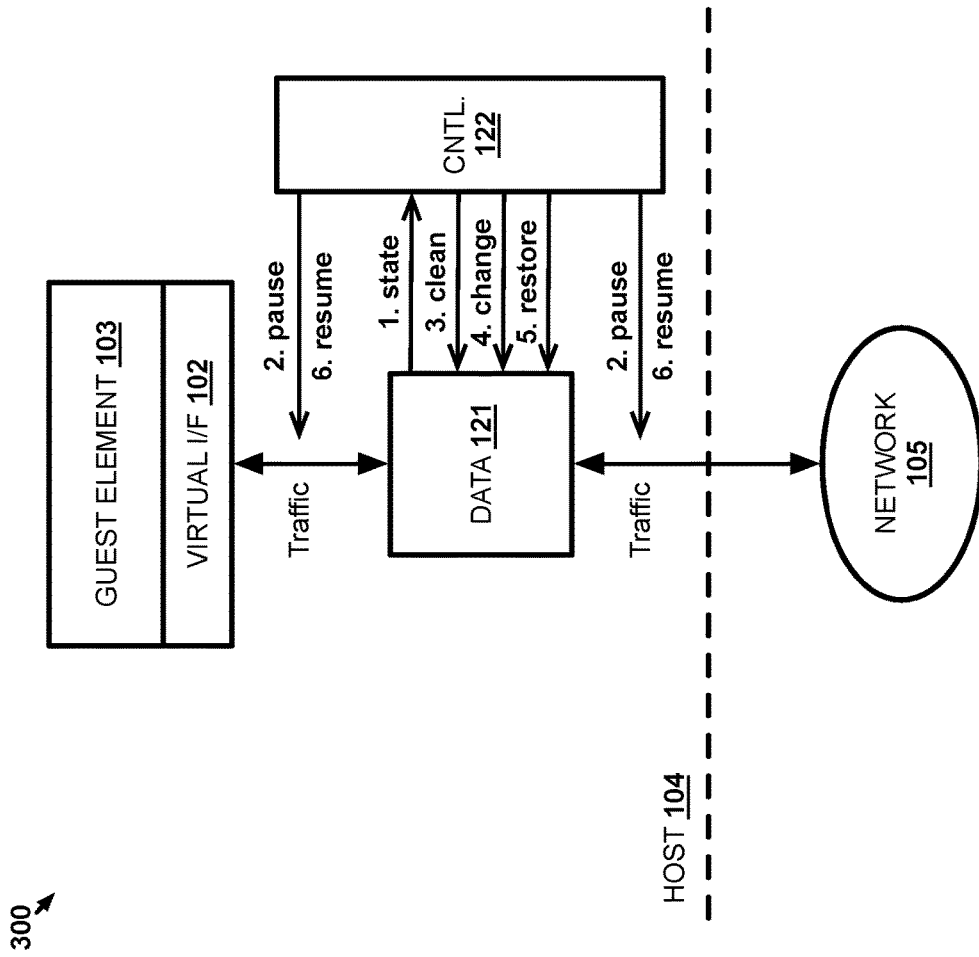 300
GUEST ELEMENT 103
VIRTUAL I/F 102
Traffic
2. pause
6. resume
DATA 121
1. state
3. clean
4. change
5. restore
CNTL.
122
Traffic
2. pause
6. resume
HOST 104
NETWORK
105